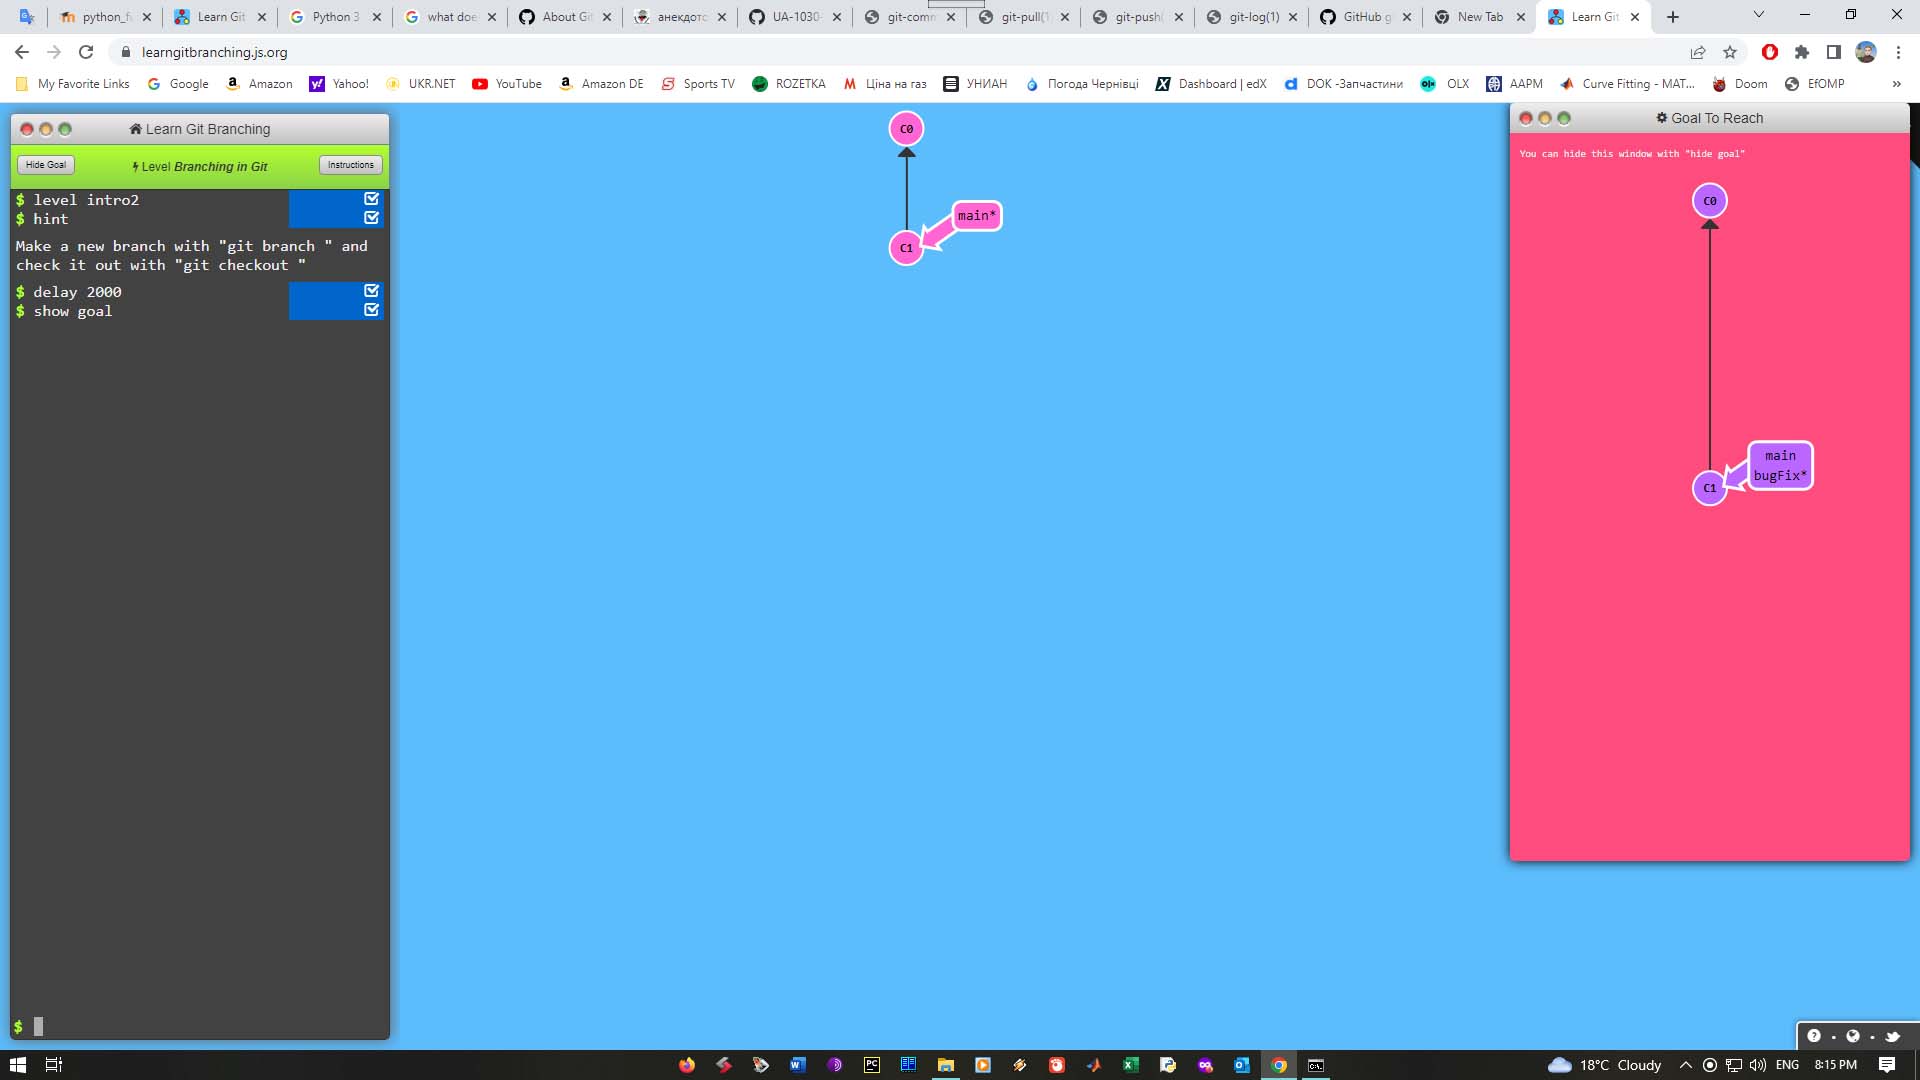 python_f
Learn Git
Python 3
what doe
About Git
анекдотс
UA-1030-
git-comm
git-pull(1)
git-push(
git-log(1)
GitHub g
New Tab
Learn Git
learngitbranching.js.org
My Favorite Links
Google
Amazon
Yahoo!
UKR.NET
YouTube
Amazon DE
Sports TV
ROZETKA
Ціна на газ
УНИАН
Погода Чернівці
Dashboard | edX
DOK -Запчастини
OLX
AAPM
Curve Fitting - MAT...
Doom
EfOMP
»
Learn Git Branching
Hide Goal
Level Branching in Git
Instructions
$ level intro2
$ hint
Make a new branch with "git branch " and
check it out with "git checkout "
$ delay 2000
$ show goal
$
C0
main*
C1
Goal To Reach
You can hide this window with "hide goal"
C0
main
bugFix*
C1
18°C Cloudy
ENG
8:15 PM